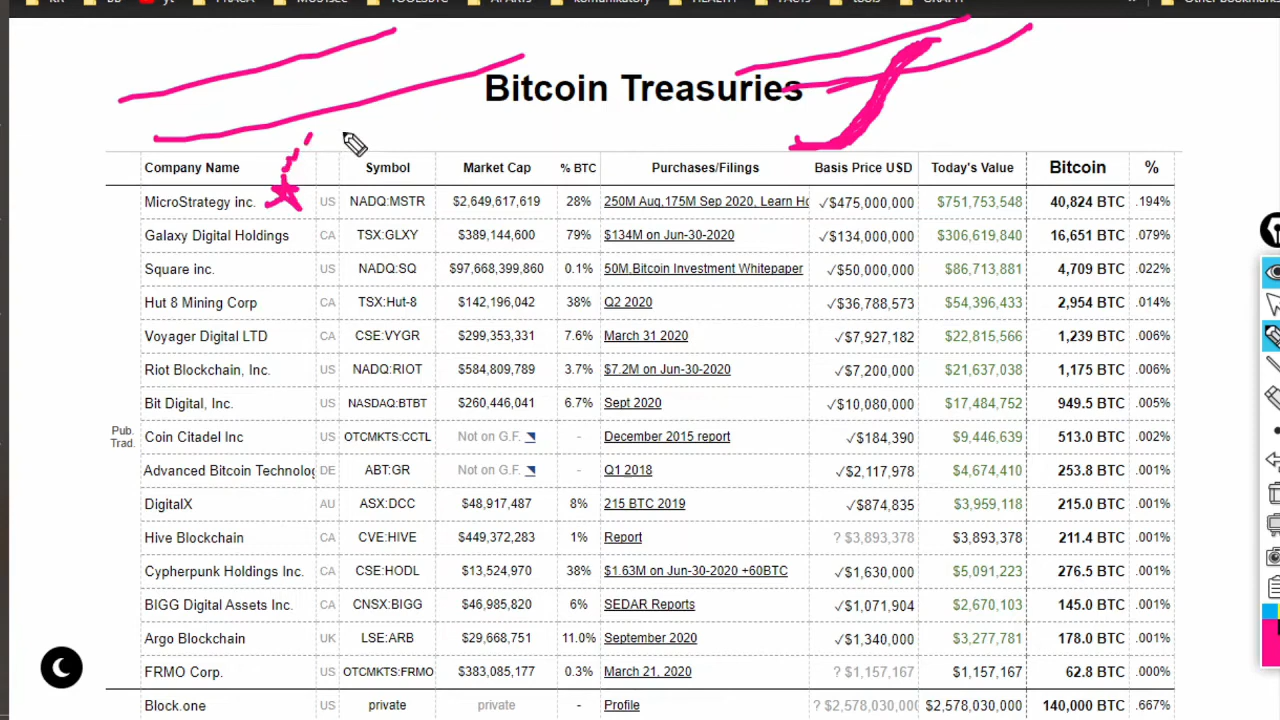 bb yt PRACA MUSTsee TOOLSBTC komunikatory HEALTH FACTs tools GRAPH » Other bookmarks
Bitcoin Treasuries
Company Name Symbol Market Cap % BTC Purchases/Filings Basis Price USD Today's Value Bitcoin %
MicroStrategy inc. US NADQ:MSTR $2,649,617,619 28% 250M Aug,175M Sep 2020, Learn Ho ✓$475,000,000 $751,753,548 40,824 BTC .194%
Galaxy Digital Holdings CA TSX:GLXY $389,144,600 79% $134M on Jun-30-2020 ✓$134,000,000 $306,619,840 16,651 BTC .079%
Square inc. US NADQ:SQ $97,668,399,860 0.1% 50M,Bitcoin Investment Whitepaper ✓$50,000,000 $86,713,881 4,709 BTC .022%
Hut 8 Mining Corp CA TSX:Hut-8 $142,196,042 38% Q2 2020 ✓$36,788,573 $54,396,433 2,954 BTC .014%
Voyager Digital LTD CA CSE:VYGR $299,353,331 7.6% March 31 2020 ✓$7,927,182 $22,815,566 1,239 BTC .006%
Riot Blockchain, Inc. US NADQ:RIOT $584,809,789 3.7% $7.2M on Jun-30-2020 ✓$7,200,000 $21,637,038 1,175 BTC .006%
Bit Digital, Inc. US NASDAQ:BTBT $260,446,041 6.7% Sept 2020 ✓$10,080,000 $17,484,752 949.5 BTC .005%
Pub. Trad.
Coin Citadel Inc US OTCMKTS:CCTL Not on G.F. - December 2015 report ✓$184,390 $9,446,639 513.0 BTC .002%
Advanced Bitcoin Technolog DE ABT:GR Not on G.F. - Q1 2018 ✓$2,117,978 $4,674,410 253.8 BTC .001%
DigitalX AU ASX:DCC $48,917,487 8% 215 BTC 2019 ✓$874,835 $3,959,118 215.0 BTC .001%
Hive Blockchain CA CVE:HIVE $449,372,283 1% Report ? $3,893,378 $3,893,378 211.4 BTC .001%
Cypherpunk Holdings Inc. CA CSE:HODL $13,524,970 38% $1.63M on Jun-30-2020 +60BTC ✓$1,630,000 $5,091,223 276.5 BTC .001%
BIGG Digital Assets Inc. CA CNSX:BIGG $46,985,820 6% SEDAR Reports ✓$1,071,904 $2,670,103 145.0 BTC .001%
Argo Blockchain UK LSE:ARB $29,668,751 11.0% September 2020 ✓$1,340,000 $3,277,781 178.0 BTC .001%
FRMO Corp. US OTCMKTS:FRMO $383,085,177 0.3% March 21, 2020 ? $1,157,167 $1,157,167 62.8 BTC .000%
Block.one US private private - Profile ? $2,578,030,000 $2,578,030,000 140,000 BTC .667%